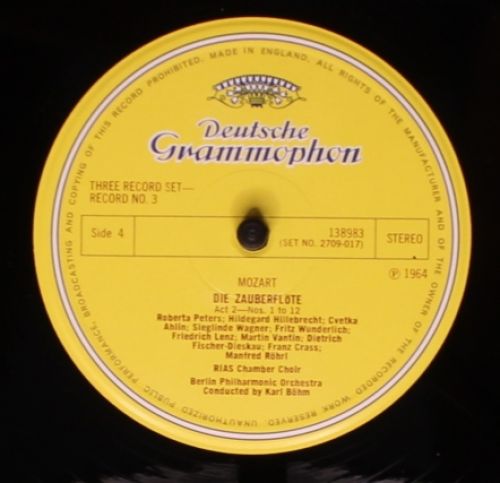 MADE IN ENGLAND. ALL RIGHTS OF THE MANUFACTURER AND OF THE OWNER OF THE RECORDED WORK RESERVED. UNAUTHORIZED PUBLIC PERFORMANCE, BROADCASTING AND COPYING OF THIS RECORD PROHIBITED.
Deutsche
Grammophon
THREE RECORD SET—
RECORD NO. 3
Side 4
138983
(SET NO. 2709-017)
STEREO
Ⓟ 1964
MOZART
DIE ZAUBERFLÖTE
Act 2—Nos. 1 to 12
Roberta Peters; Hildegard Hillebrecht; Cvetka
Ahlin; Sieglinde Wagner; Fritz Wunderlich;
Friedrich Lenz; Martin Vantin; Dietrich
Fischer-Dieskau; Franz Crass;
Manfred Röhrl
RIAS Chamber Choir
Berlin Philharmonic Orchestra
Conducted by Karl Böhm